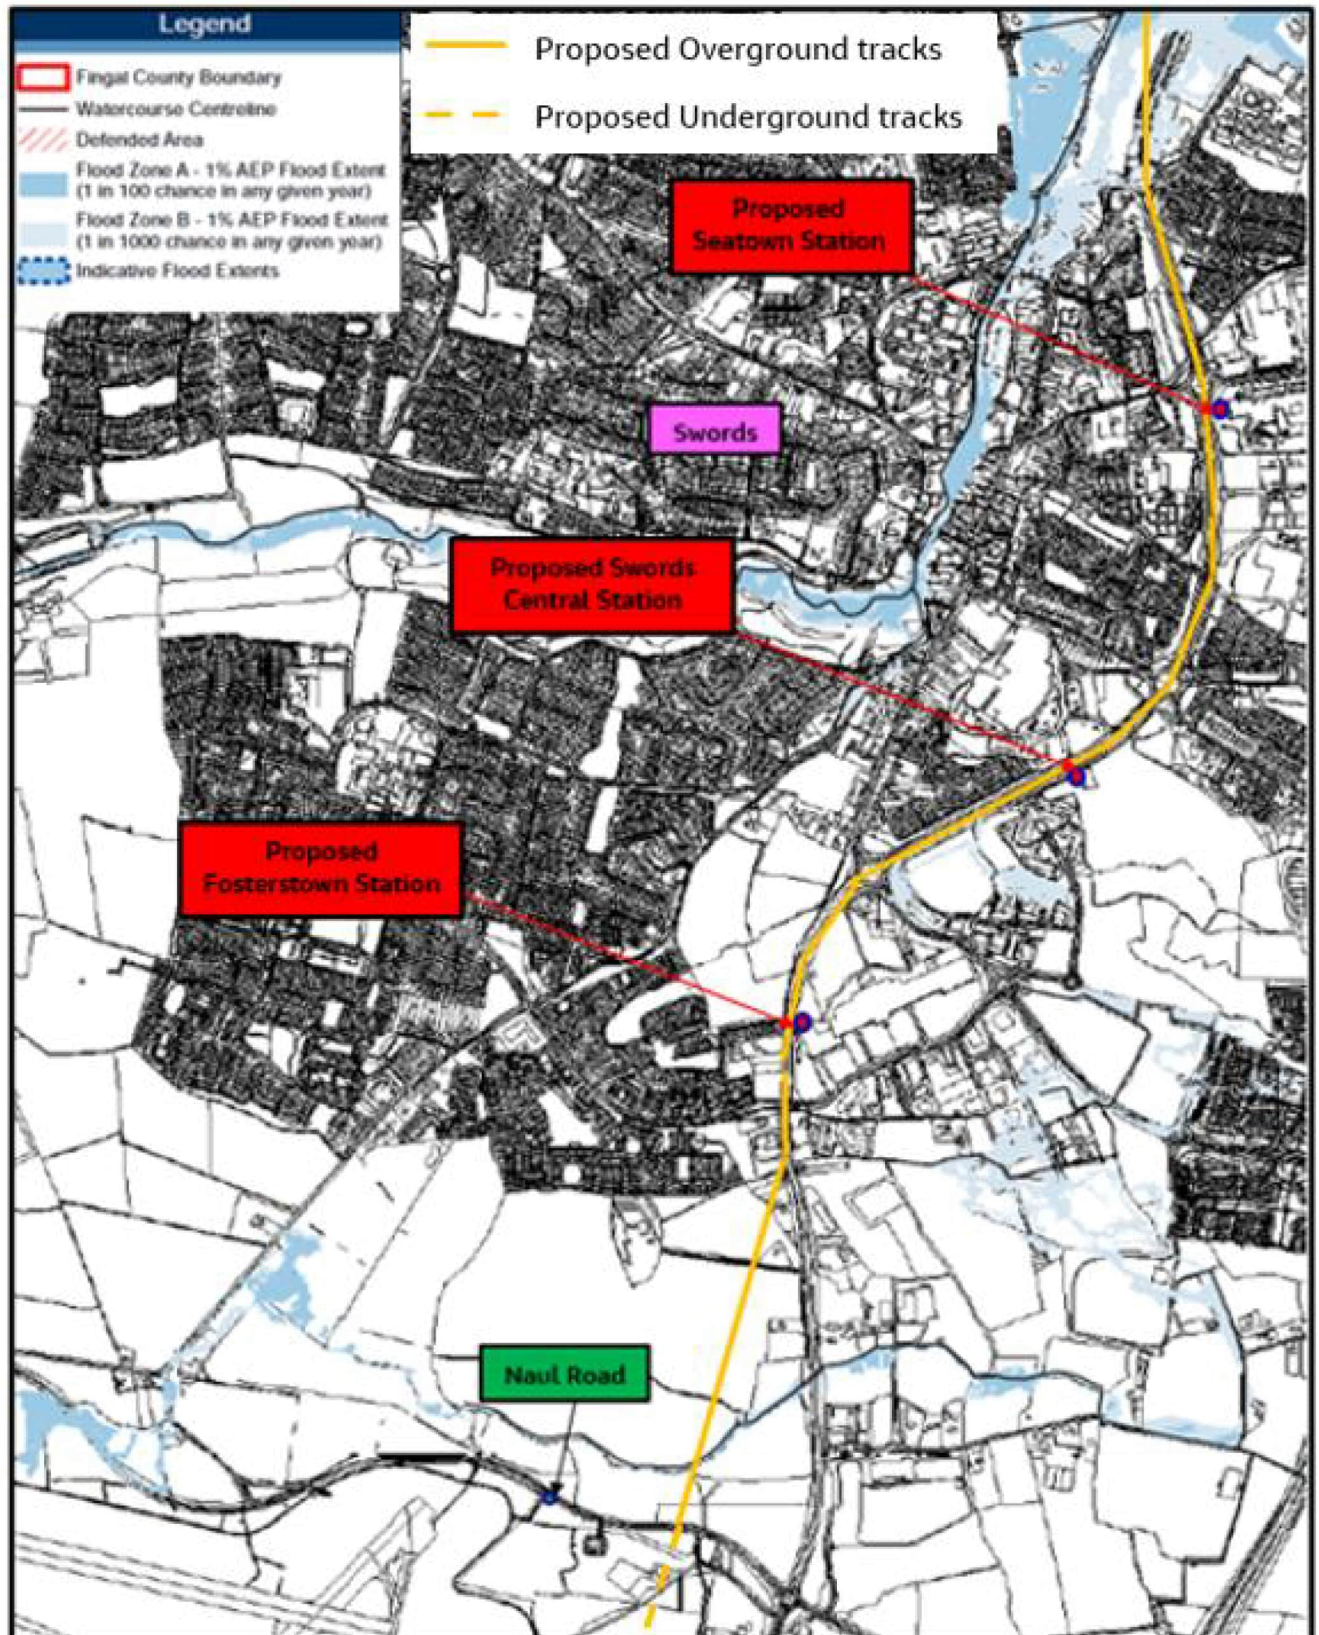 Legend
Fingal County Boundary
Watercourse Centreline
Defended Area
Flood Zone A - 1% AEP Flood Extent
(1 in 100 chance in any given year)
Flood Zone B - 1% AEP Flood Extent
(1 in 1000 chance in any given year)
Indicative Flood Extents
Proposed Overground tracks
Proposed Underground tracks
Proposed
Seatown Station
Swords
Proposed Swords
Central Station
Proposed
Fosterstown Station
Naul Road